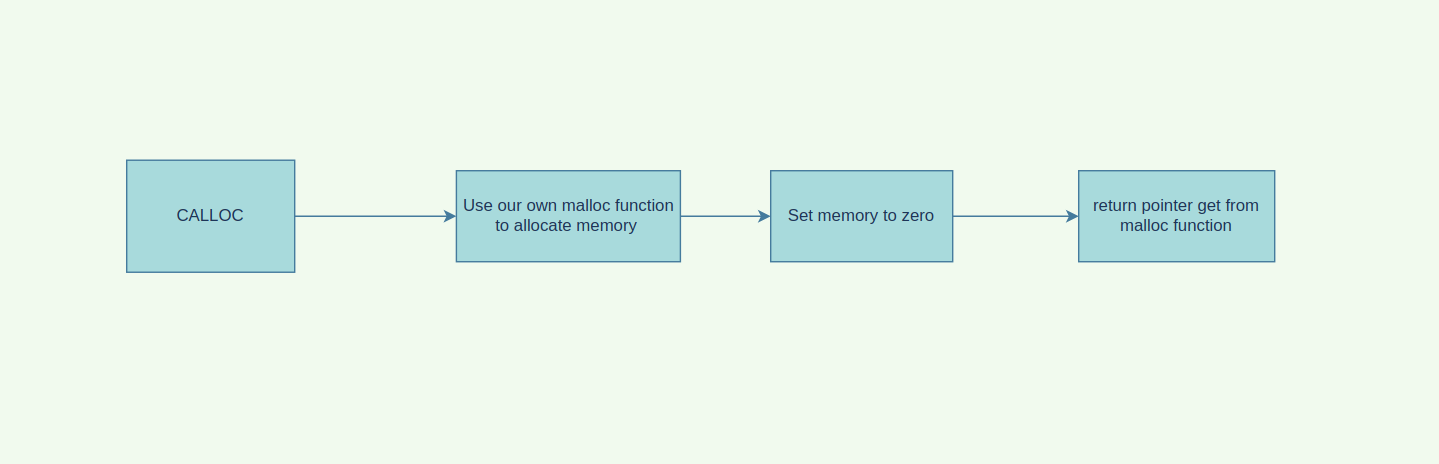 CALLOC
Use our own malloc function
to allocate memory
Set memory to zero
return pointer get from
malloc function